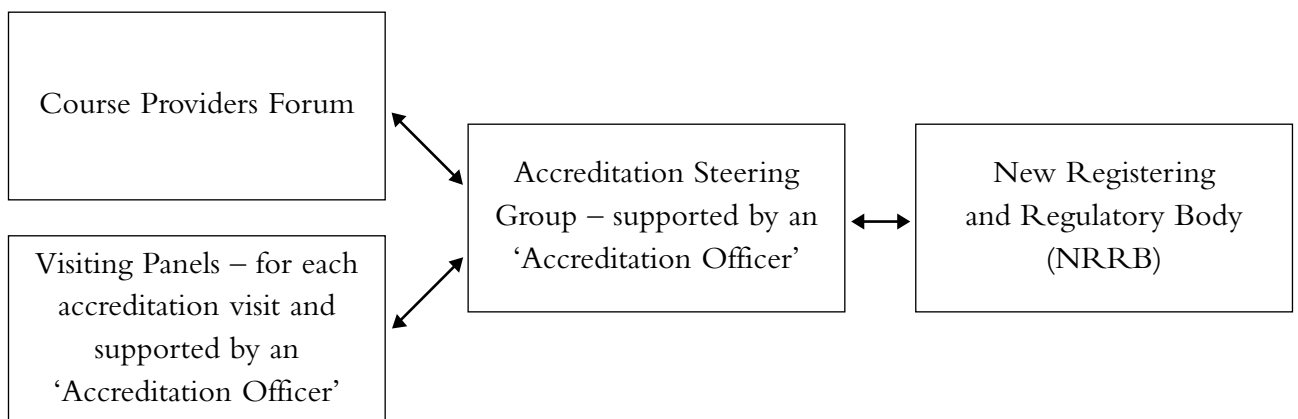 Course Providers Forum
Visiting Panels – for each
accreditation visit and
supported by an
‘Accreditation Officer’
Accreditation Steering
Group – supported by an
‘Accreditation Officer’
New Registering
and Regulatory Body
(NRRB)